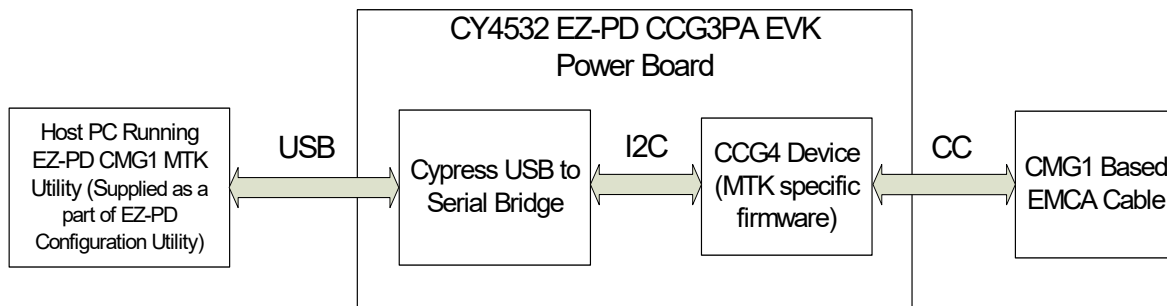 CY4532 EZ-PD CCG3PA EVK
Power Board
Host PC Running
EZ-PD CMG1 MTK
Utility (Supplied as a
part of EZ-PD
Configuration Utility)
USB
Cypress USB to
Serial Bridge
I2C
CCG4 Device
(MTK specific
firmware)
CC
CMG1 Based
EMCA Cable